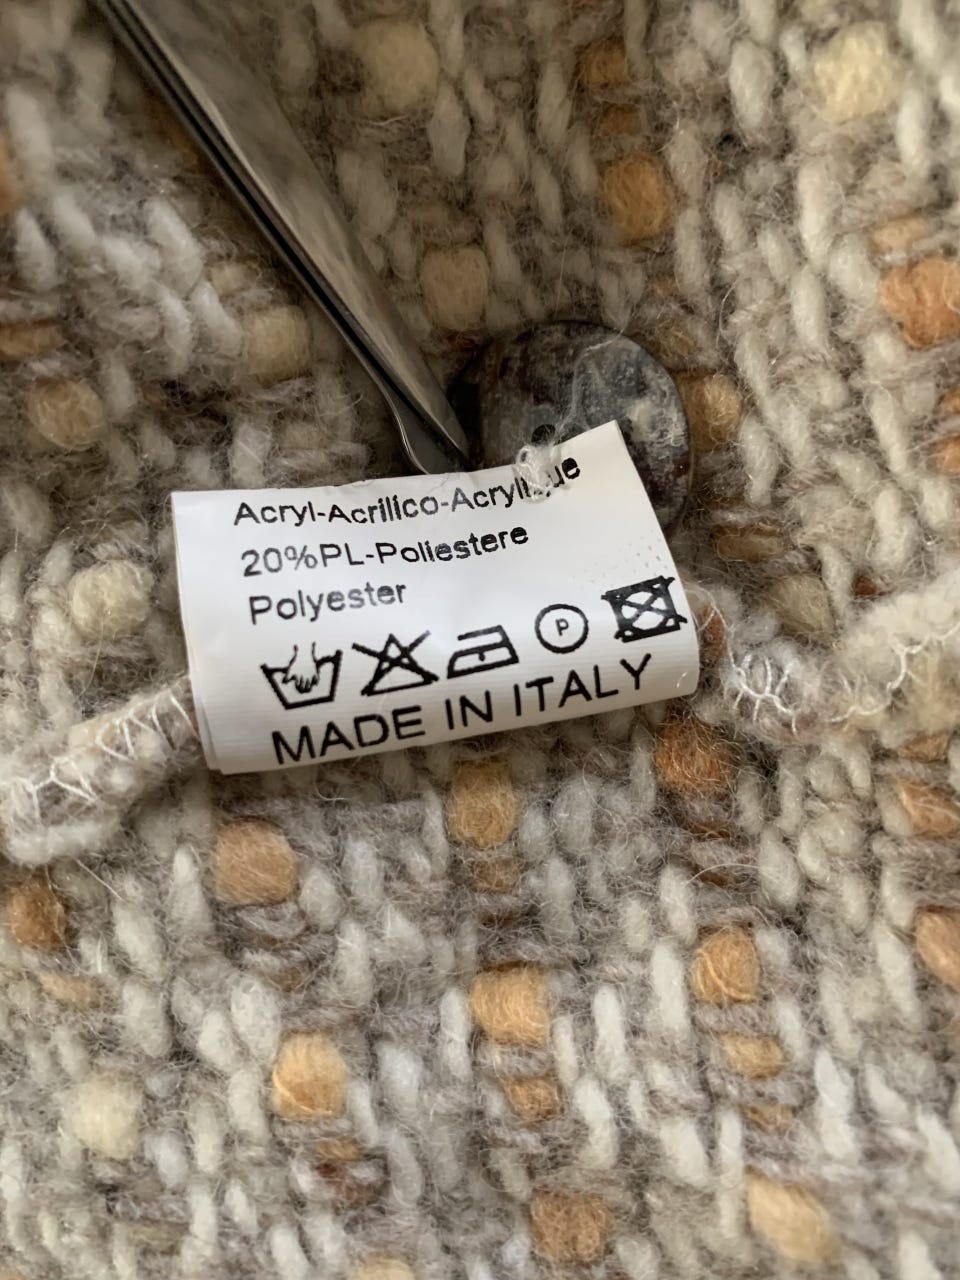 Acryl-Acrilico-Acrylique
20%PL-Poliestere
Polyester
P
MADE IN ITALY